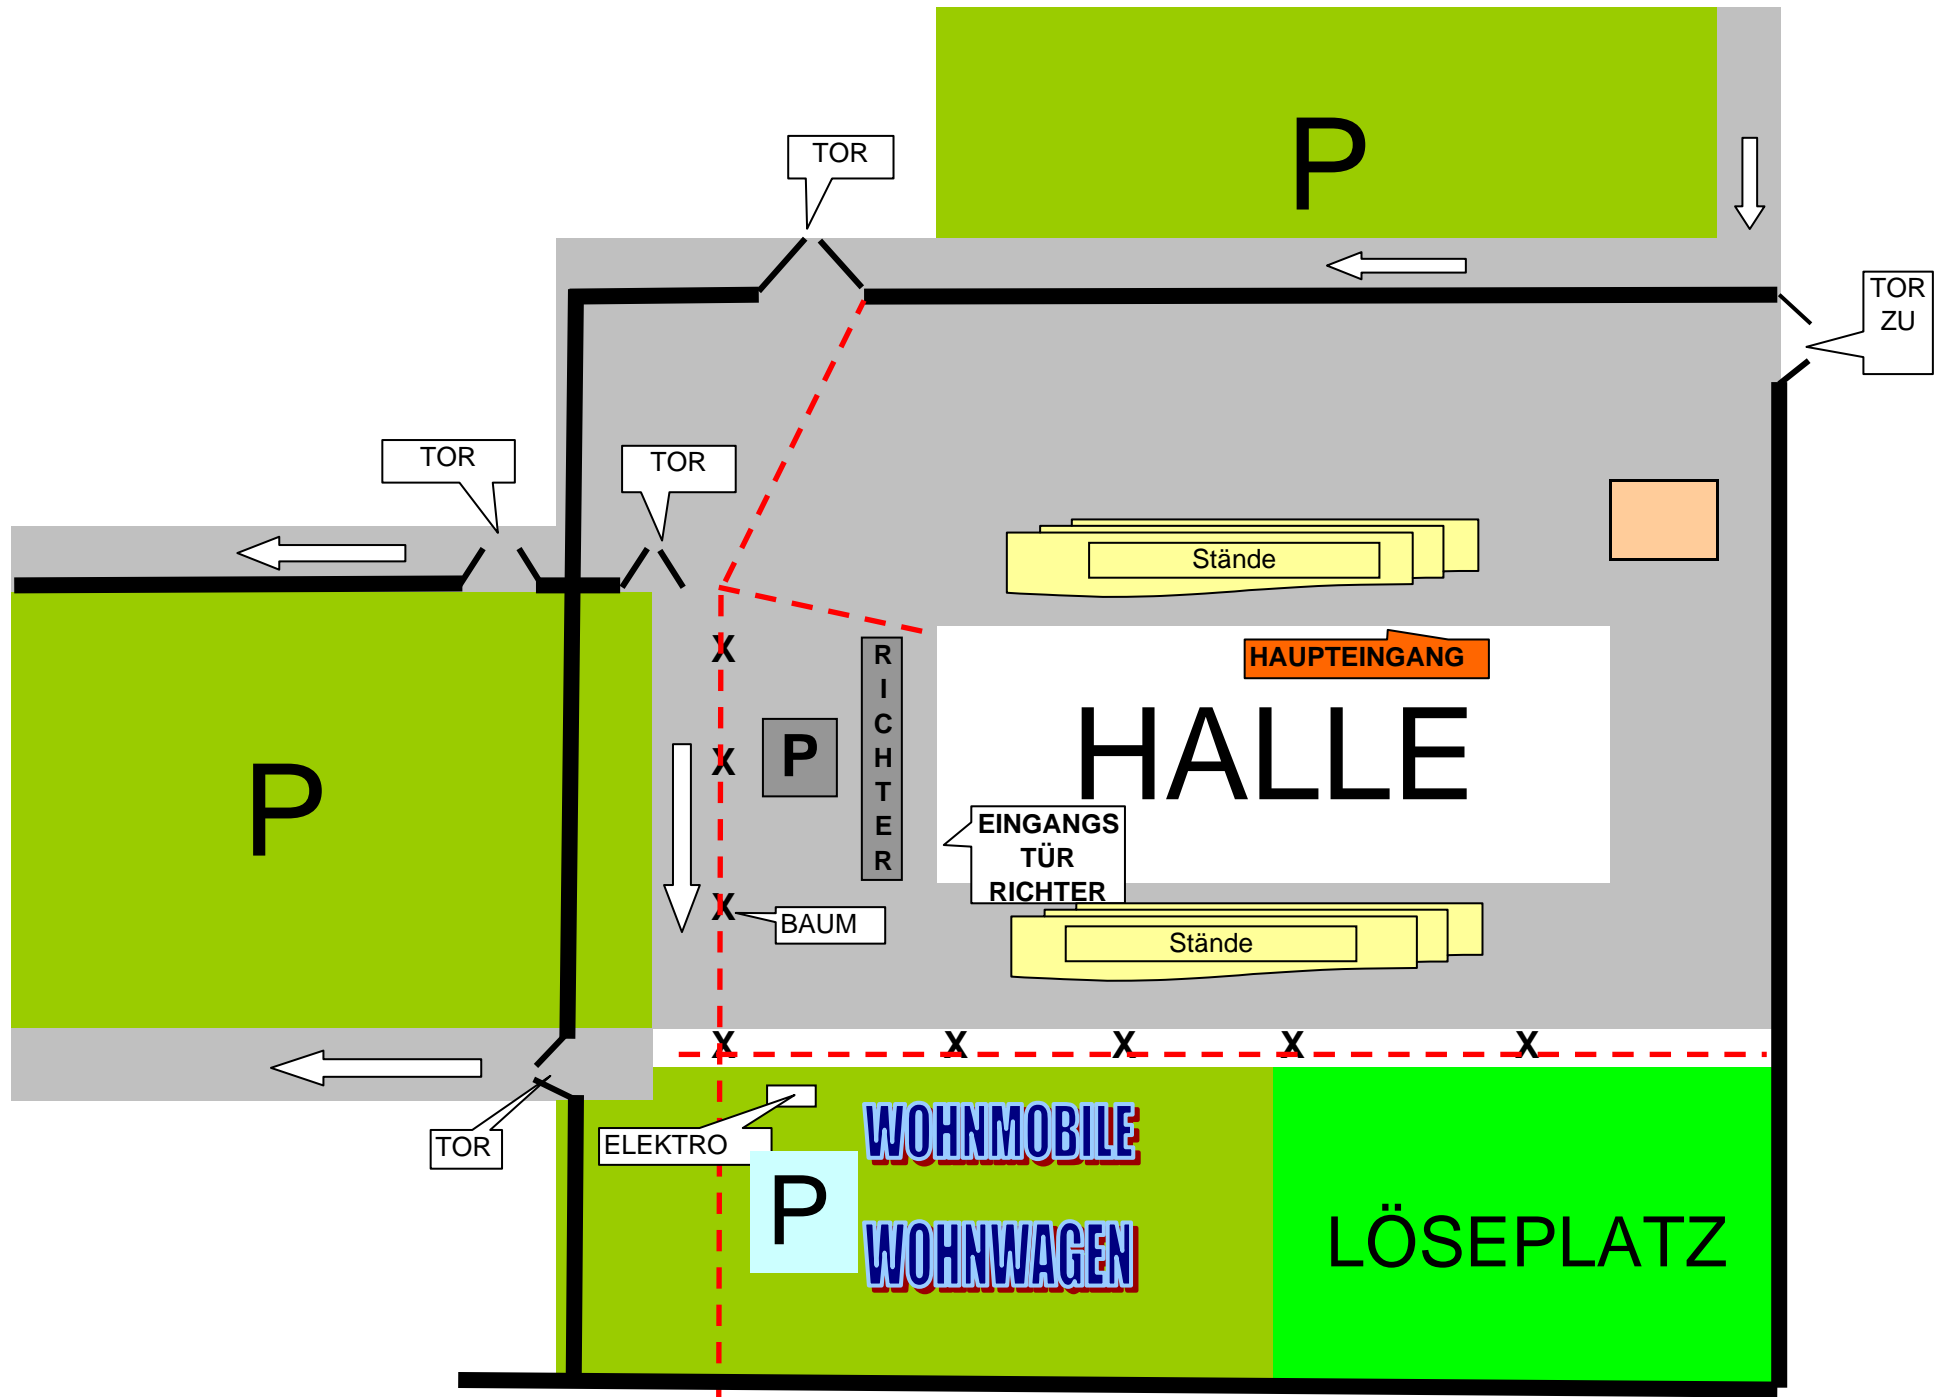 P
TOR
TOR
ZU
TOR
TOR
Stände
X
R
I
C
H
T
E
R
HAUPTEINGANG
HALLE
X
P
P
EINGANGS
TÜR
RICHTER
X
BAUM
Stände
X
X
X
X
X
TOR
ELEKTRO
P
WOHNMOBILE
WOHNWAGEN
LÖSEPLATZ